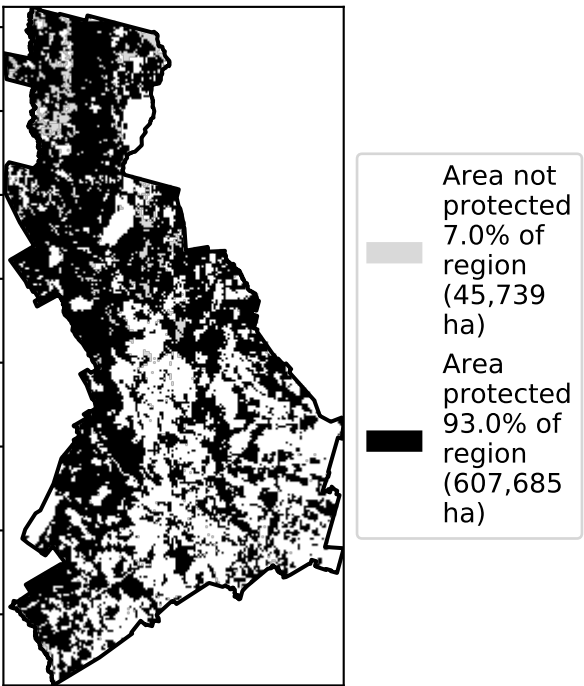 Area not
protected
7.0% of
region
(45,739
ha)
Area
protected
93.0% of
region
(607,685
ha)